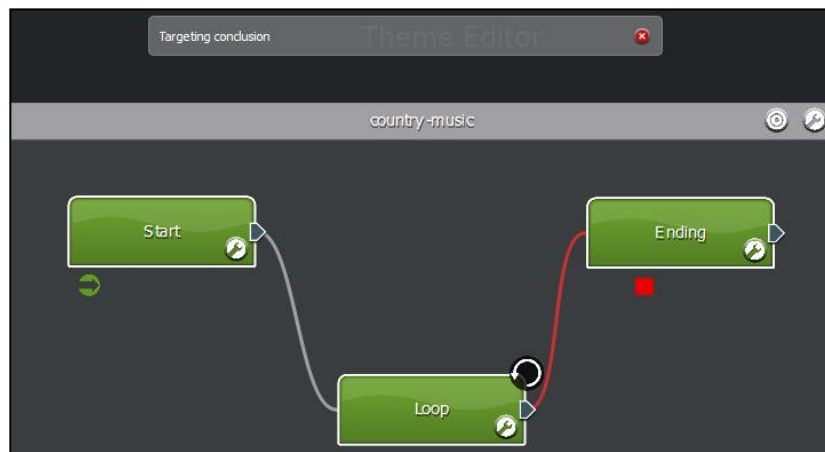 Targeting conclusion
Theme Editor
country-music
Start
Ending
Loop